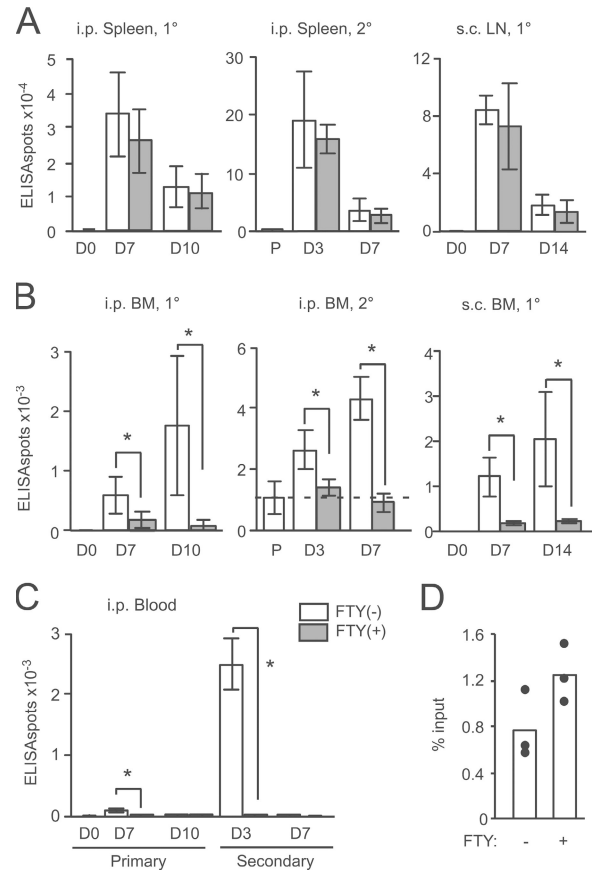 A
i.p. Spleen, 1°
i.p. Spleen, 2°
s.c. LN, 1°
ELISAspots x10-4
5
4
3
2
1
0
D0 D7 D10
30
20
10
0
P D3 D7
12
8
4
0
D0 D7 D14
B
i.p. BM, 1°
i.p. BM, 2°
s.c. BM, 1°
ELISAspots x10-3
3
2
1
0
* *
D0 D7 D10
6
4
2
0
* *
P D3 D7
4
3
2
1
0
* *
D0 D7 D14
C
i.p. Blood
FTY(-)
FTY(+)
ELISAspots x10-3
3
2
1
0
* *
D0 D7 D10 D3 D7
Primary Secondary
D
% input
1.6
1.2
0.8
0.4
0
FTY: - +